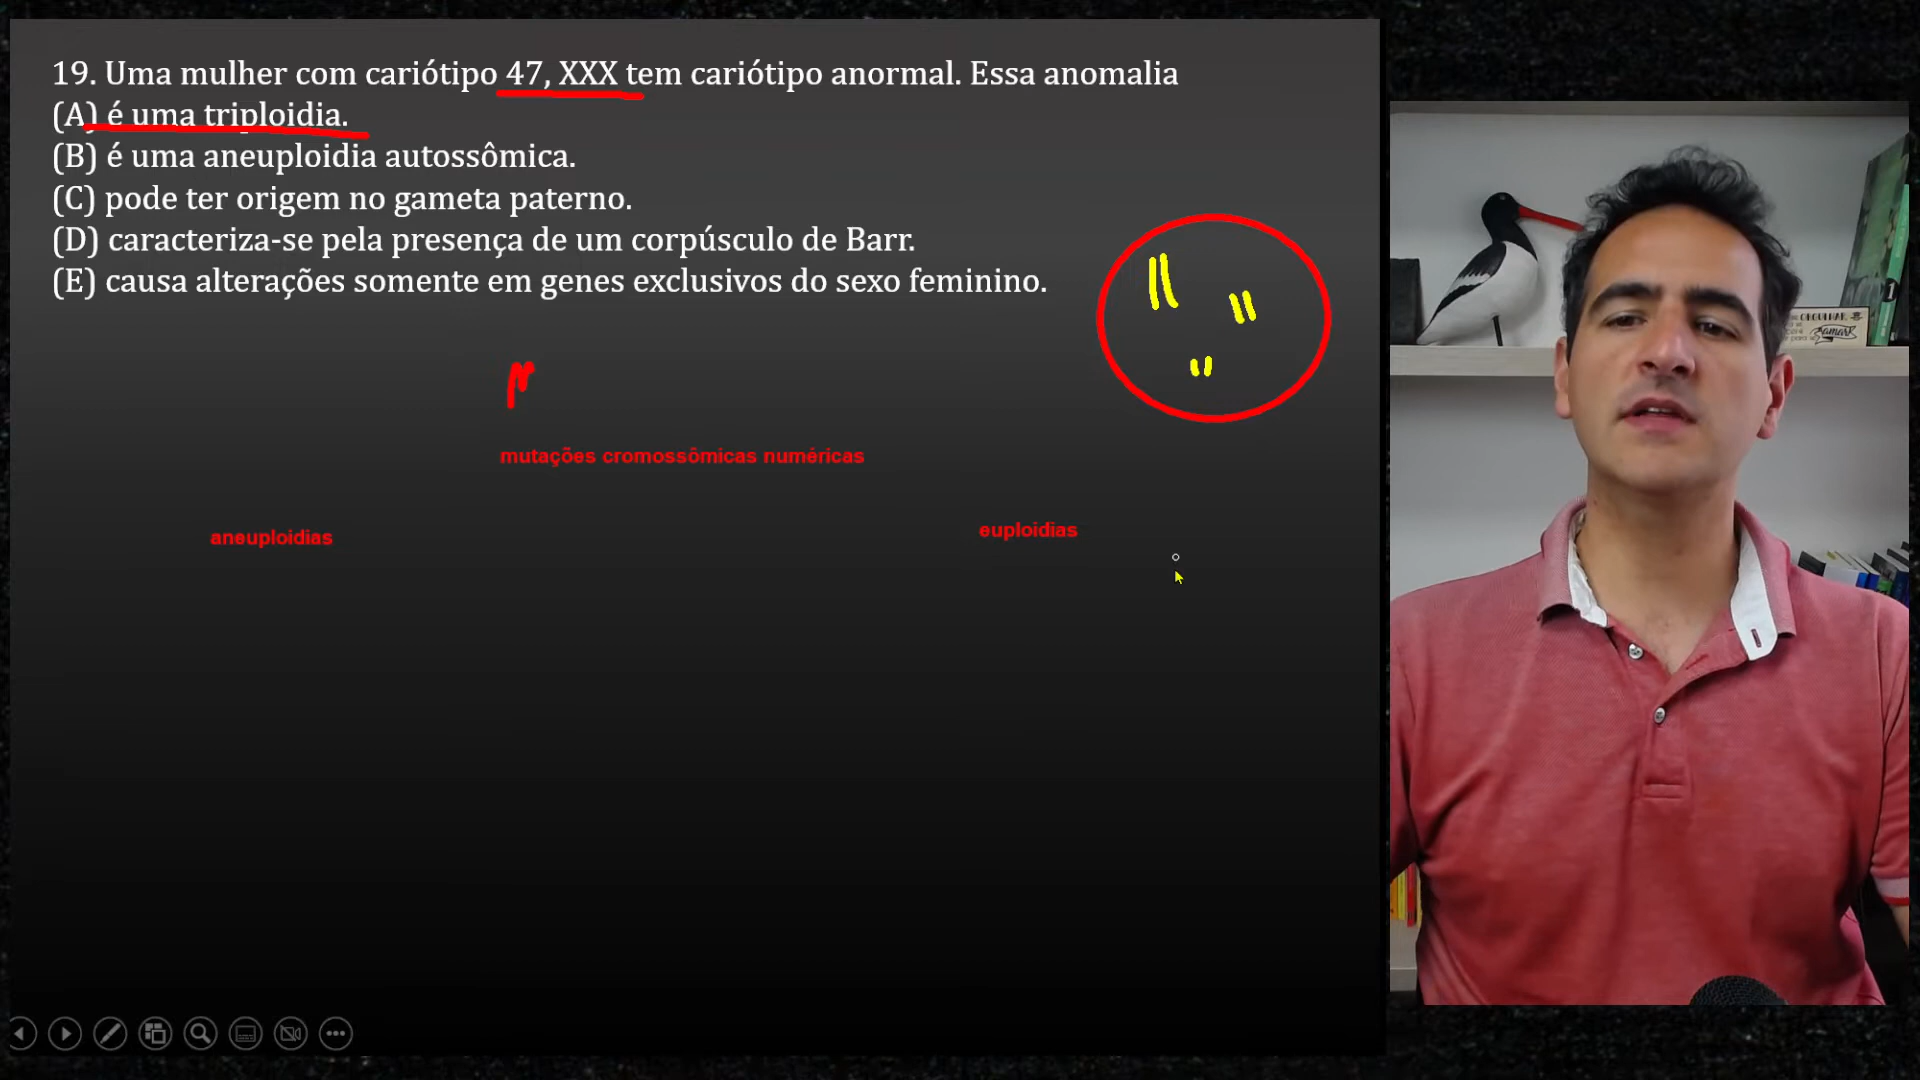 19. Uma mulher com cariótipo 47, XXX tem cariótipo anormal. Essa anomalia
(A) é uma triploidia.
(B) é uma aneuploidia autossômica.
(C) pode ter origem no gameta paterno.
(D) caracteriza-se pela presença de um corpúsculo de Barr.
(E) causa alterações somente em genes exclusivos do sexo feminino.
mutações cromossômicas numéricas
aneuploidias
euploidias
ORGULHAR
1